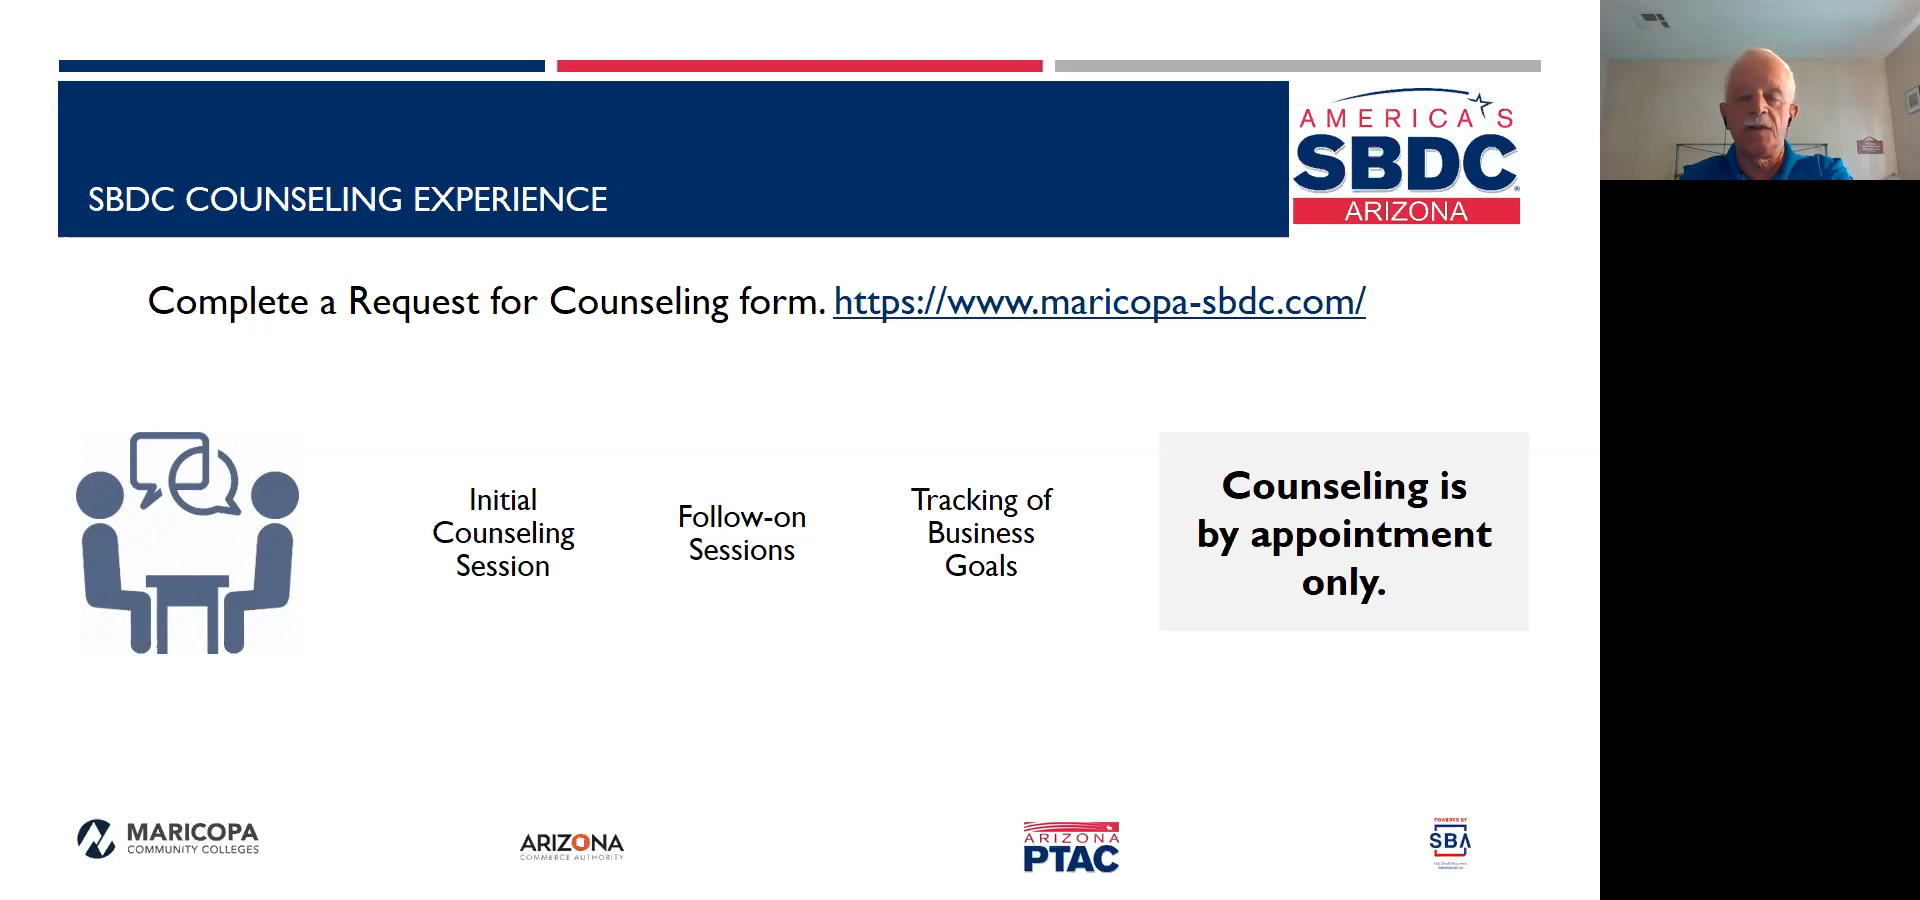 AMERICA'S
SBDC
ARIZONA
SBDC COUNSELING EXPERIENCE
Complete a Request for Counseling form. https://www.maricopa-sbdc.com/
Initial
Counseling
Session
Follow-on
Sessions
Tracking of
Business
Goals
Counseling is
by appointment
only.
MARICOPA
COMMUNITY COLLEGES
ARIZONA
COMMERCE AUTHORITY
ARIZONA
PTAC
POWERED BY
SBA